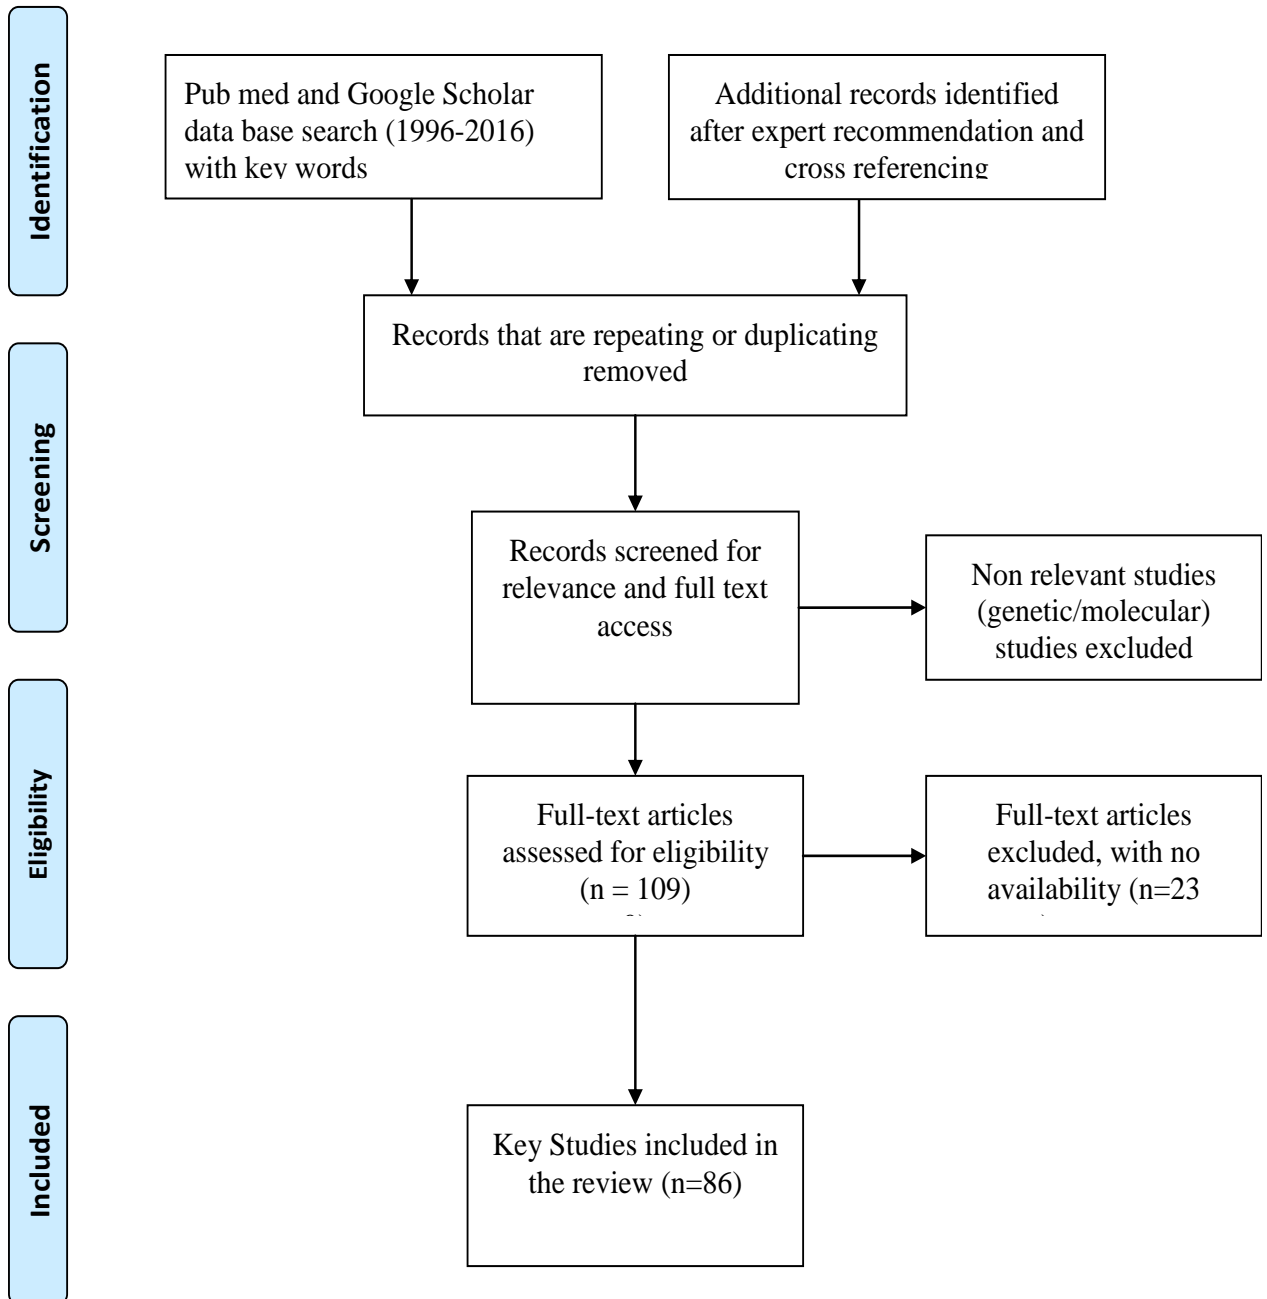 Identification
Pub med and Google Scholar
data base search (1996-2016)
with key words
Additional records identified
after expert recommendation and
cross referencing
Records that are repeating or duplicating
removed
Screening
Records screened for
relevance and full text
access
Non relevant studies
(genetic/molecular)
studies excluded
Eligibility
Full-text articles
assessed for eligibility
(n = 109)
Full-text articles
excluded, with no
availability (n=23
Included
Key Studies included in
the review (n=86)